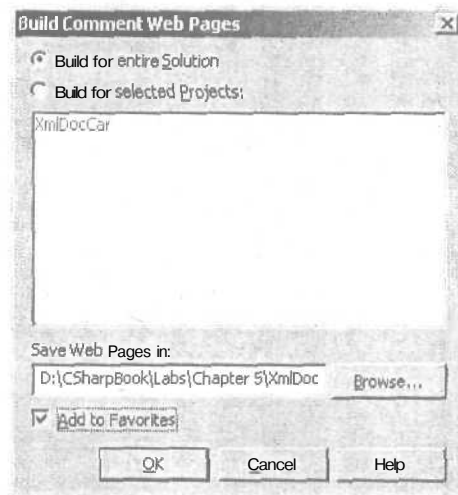 Build Comment Web Pages
Build for entire Solution
Build for selected Projects:
XmlDocCar
Save Web Pages in:
D:\CSharpBook\Labs\Chapter 5\XmlDoc Browse...
Add to Favorites
OK Cancel Help